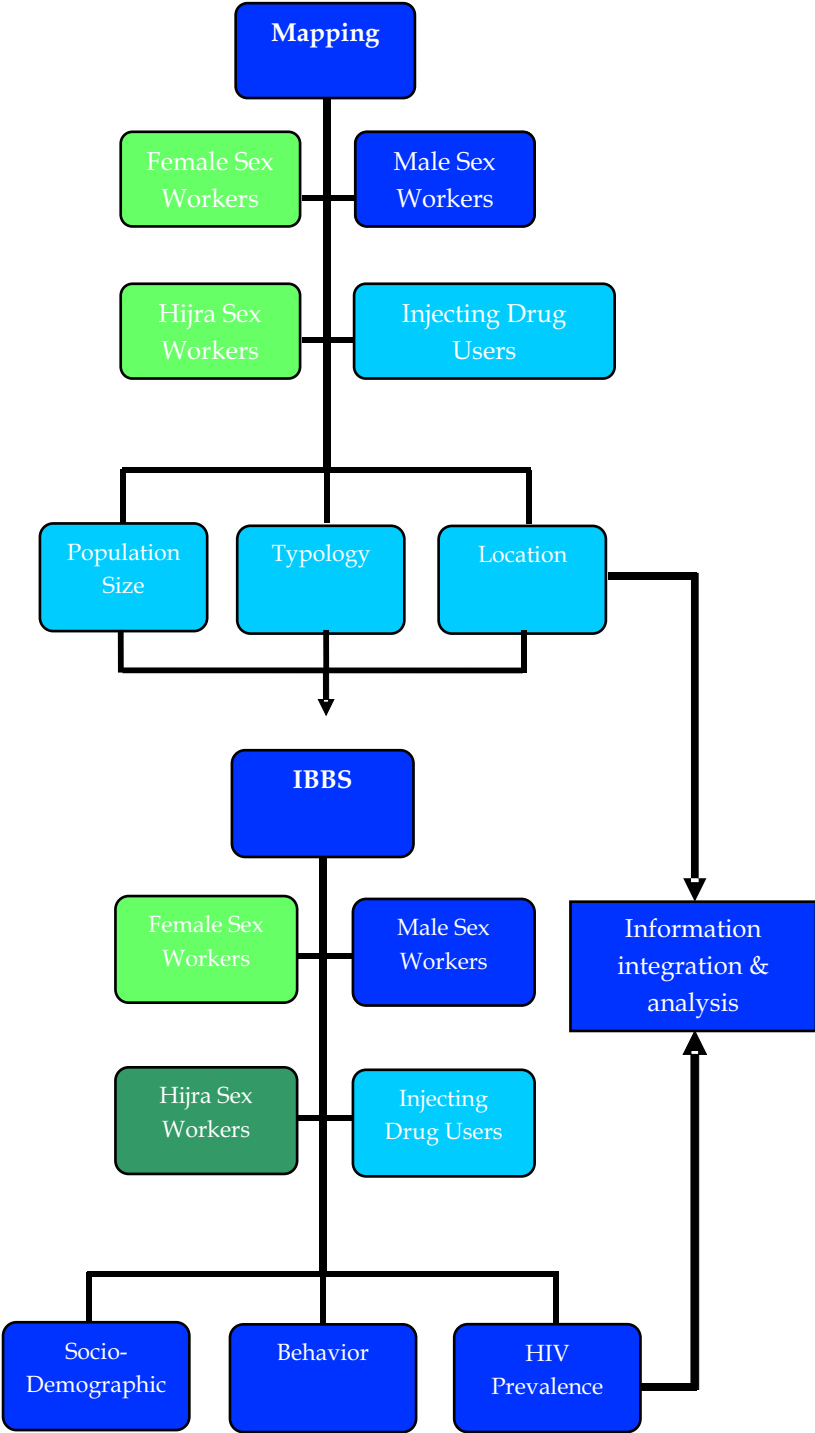 Mapping
Female Sex
Workers
Male Sex
Workers
Hijra Sex
Workers
Injecting Drug
Users
Population
Size
Typology
Location
IBBS
Female Sex
Workers
Male Sex
Workers
Information
integration &
analysis
Hijra Sex
Workers
Injecting
Drug Users
Socio-
Demographic
Behavior
HIV
Prevalence